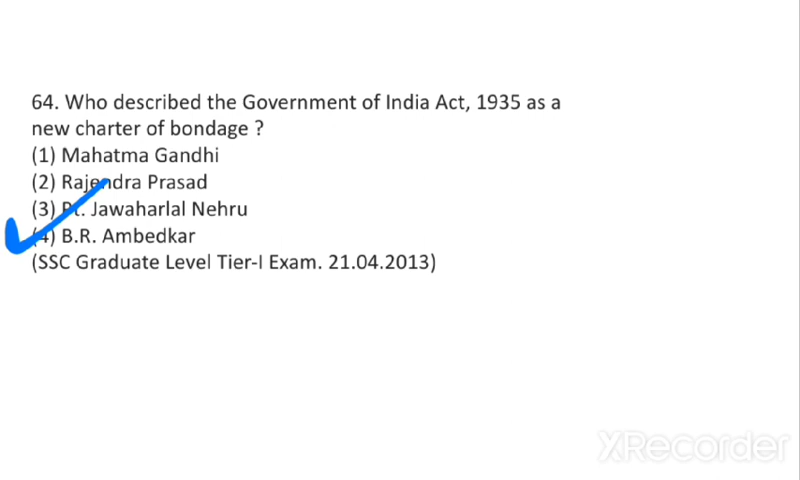 64. Who described the Government of India Act, 1935 as a
new charter of bondage ?
(1) Mahatma Gandhi
(2) Rajendra Prasad
(3) Pt. Jawaharlal Nehru
(4) B.R. Ambedkar
(SSC Graduate Level Tier-I Exam. 21.04.2013)
XRecorder